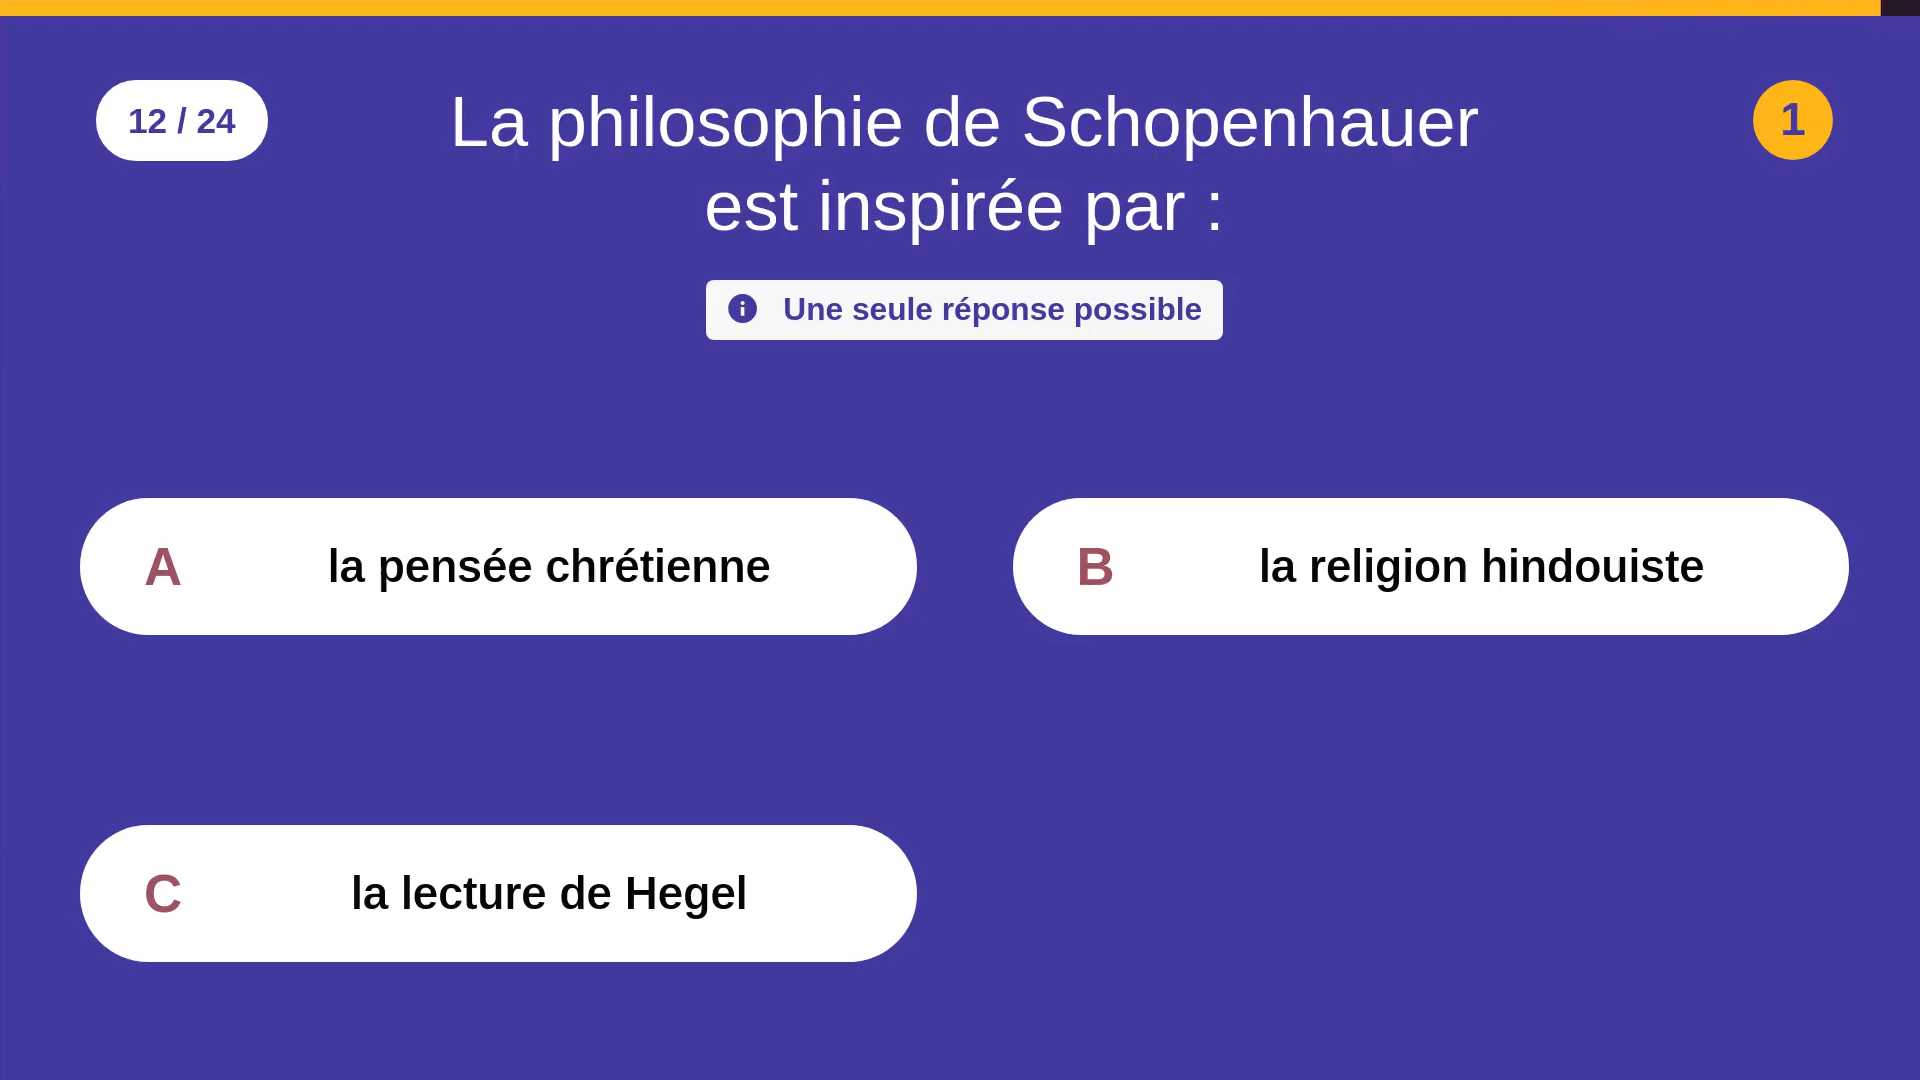 12 / 24
La philosophie de Schopenhauer
est inspirée par :
1
Une seule réponse possible
A la pensée chrétienne
B la religion hindouiste
C la lecture de Hegel